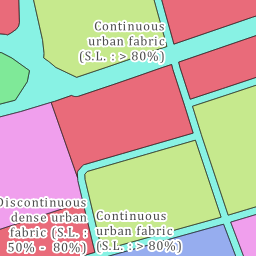 Continuous
urban fabric
(S.L. : > 80%)
Discontinuous
dense urban
fabric (S.L. :
50% - 80%)
Continuous
urban fabric
(S.L. : > 80%)